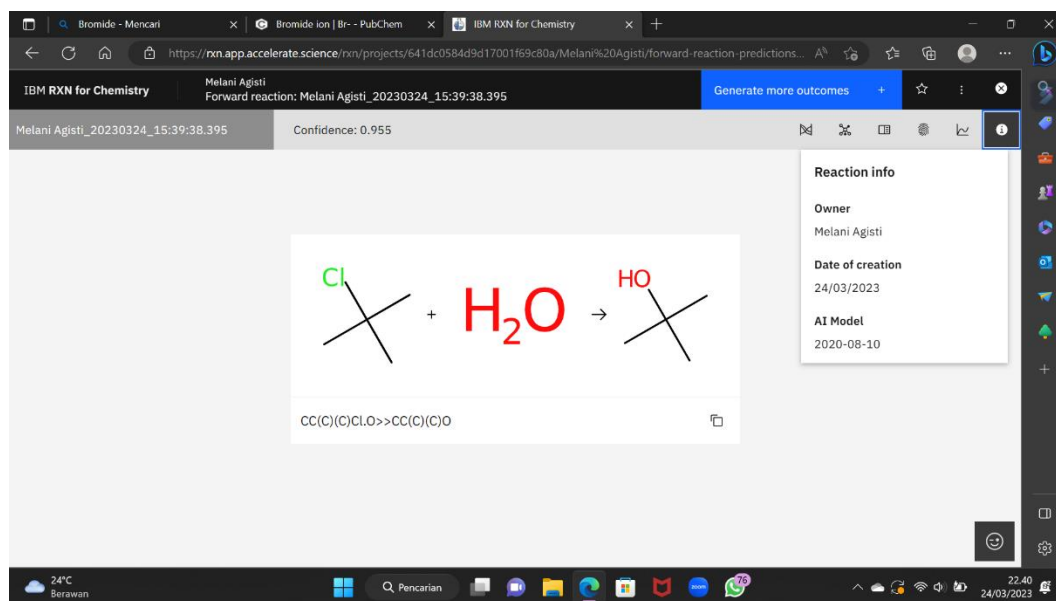 Bromide - Mencari
Bromide ion | Br- - PubChem
IBM RXN for Chemistry
https://rxn.app.accelerate.science/rxn/projects/641dc0584d9d17001f69c80a/Melani%20Agisti/forward-reaction-predictions...
IBM RXN for Chemistry
Melani Agisti
Forward reaction: Melani Agisti_20230324_15:39:38.395
Generate more outcomes +
Melani Agisti_20230324_15:39:38.395
Confidence: 0.955
Reaction info
Owner
Melani Agisti
Date of creation
24/03/2023
AI Model
2020-08-10
Cl
+
H₂O
→
HO
CC(C)(C)Cl.O>>CC(C)(C)O
24°C
Berawan
Pencarian
zoom
76
22.40
24/03/2023